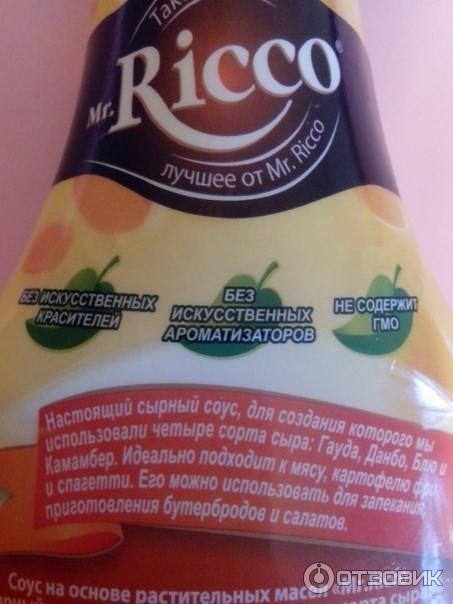 Mr. Ricco®
лучшее от Mr. Ricco
БЕЗ ИСКУССТВЕННЫХ
КРАСИТЕЛЕЙ
БЕЗ
ИСКУССТВЕННЫХ
АРОМАТИЗАТОРОВ
НЕ СОДЕРЖИТ
ГМО
Настоящий сырный соус, для создания которого мы
использовали четыре сорта сыра: Гауда, Данбо, Блю и
Камамбер. Идеально подходит к мясу, картофелю фри
и спагетти. Его можно использовать для запекания,
приготовления бутербродов и салатов.
Соус на основе растительных масел
ОТЗОВИК